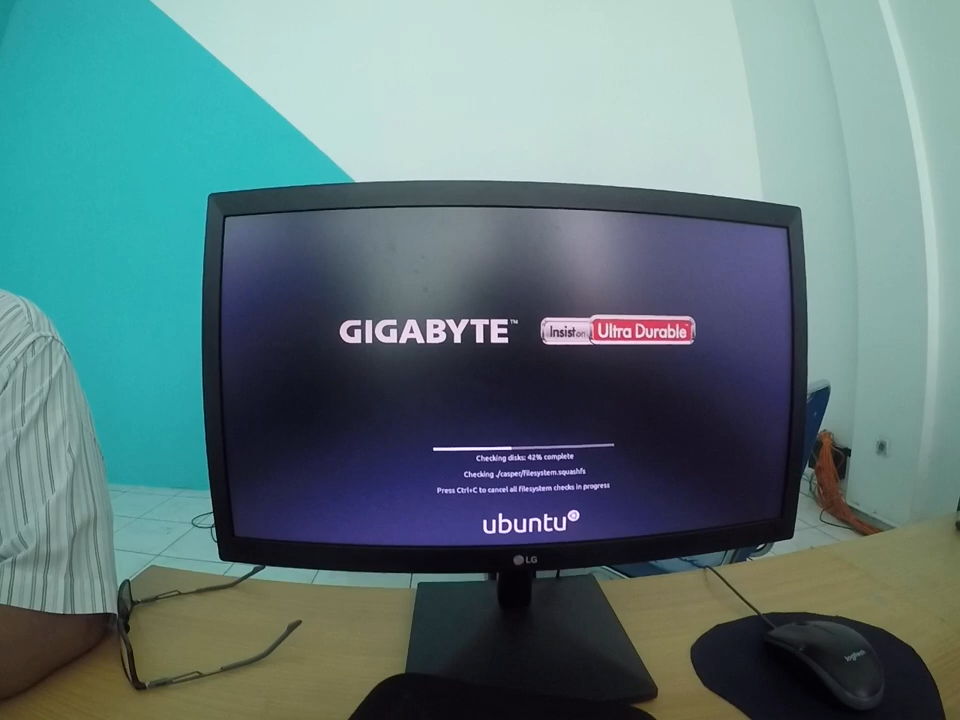 GIGABYTE™ Insist on Ultra Durable™
Checking disks: 42% complete
Checking ./casper/filesystem.squashfs
Press Ctrl+C to cancel all filesystem checks in progress
ubuntu
LG
logitech